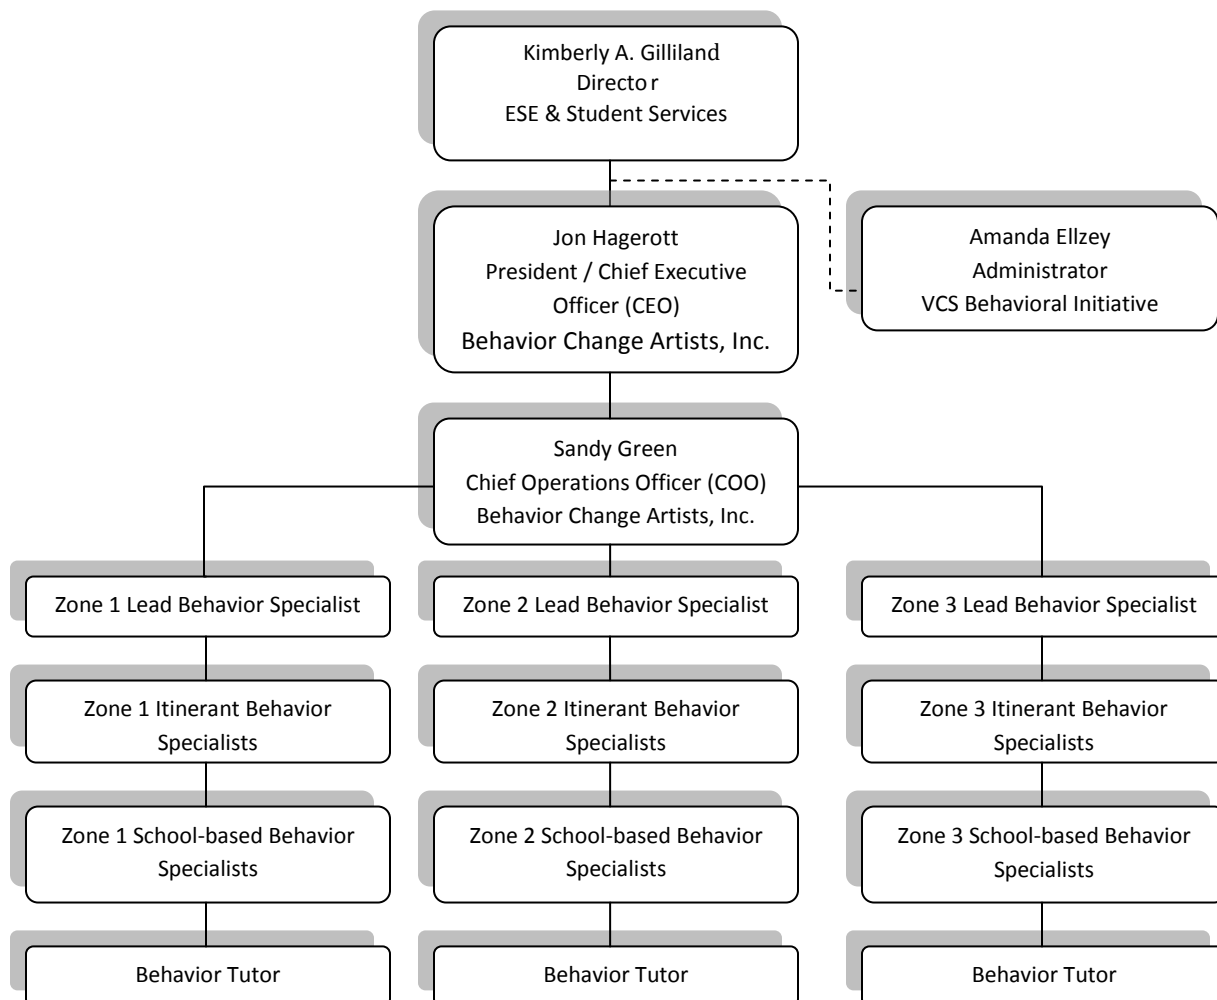 Kimberly A. Gilliland
Director
ESE & Student Services
Jon Hagerott
President / Chief Executive
Officer (CEO)
Behavior Change Artists, Inc.
Amanda Ellzey
Administrator
VCS Behavioral Initiative
Sandy Green
Chief Operations Officer (COO)
Behavior Change Artists, Inc.
Zone 1 Lead Behavior Specialist
Zone 2 Lead Behavior Specialist
Zone 3 Lead Behavior Specialist
Zone 1 Itinerant Behavior
Specialists
Zone 2 Itinerant Behavior
Specialists
Zone 3 Itinerant Behavior
Specialists
Zone 1 School-based Behavior
Specialists
Zone 2 School-based Behavior
Specialists
Zone 3 School-based Behavior
Specialists
Behavior Tutor
Behavior Tutor
Behavior Tutor